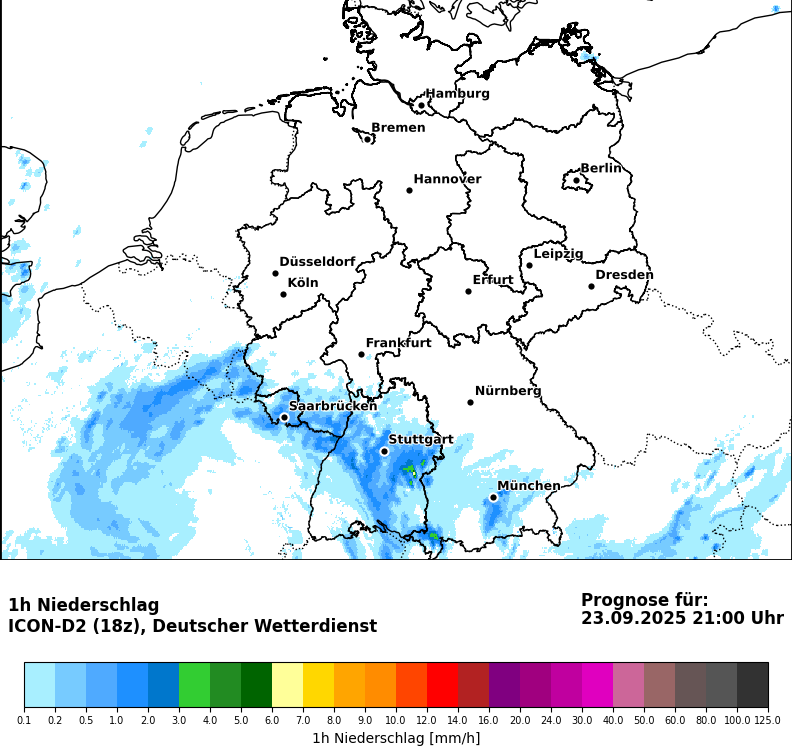 Hamburg
Bremen
Berlin
Hannover
Leipzig
Düsseldorf
Dresden
Köln
Erfurt
Frankfurt
Nürnberg
Saarbrücken
Stuttgart
München
1h Niederschlag
ICON-D2 (18z), Deutscher Wetterdienst
Prognose für:
23.09.2025 21:00 Uhr
0.1 0.2 0.5 1.0 2.0 3.0 4.0 5.0 6.0 7.0 9.0 10.0 12.0 14.0 16.0 20.0 24.0 30.0 40.0 50.0 60.0 80.0 100.0 125.0
1h Niederschlag [mm/h]